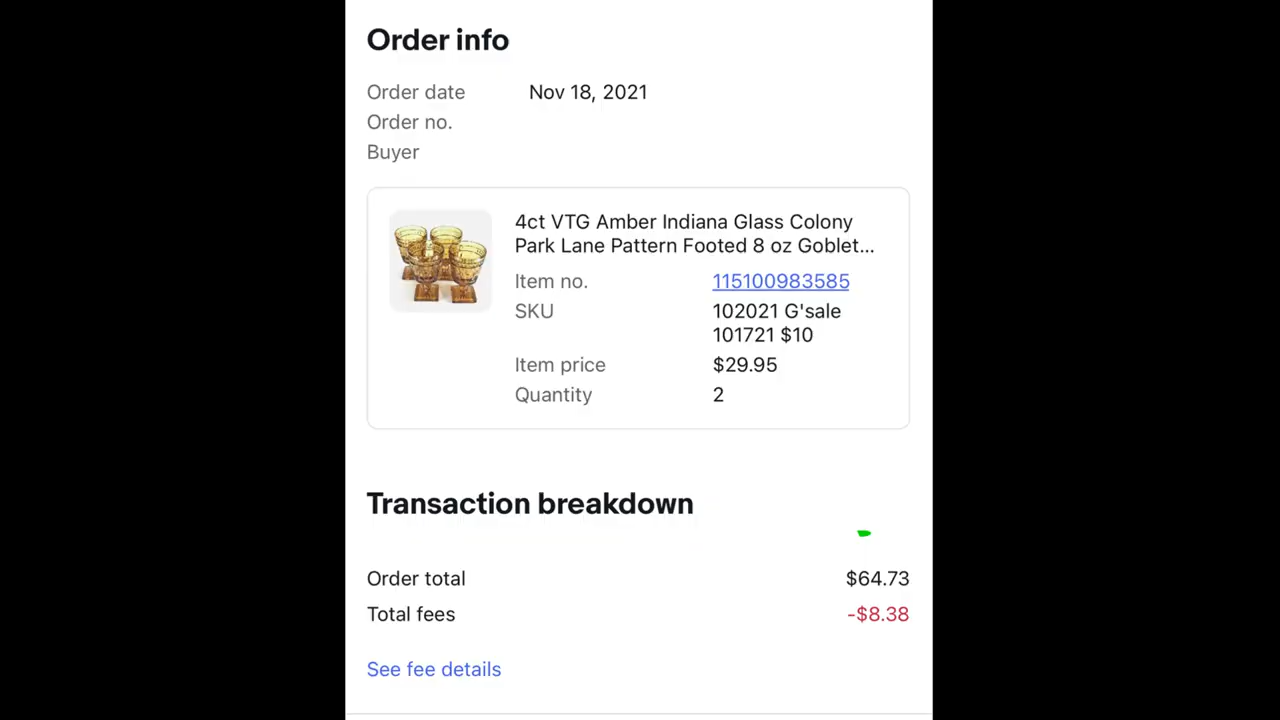 Order info
Order date Nov 18, 2021
Order no.
Buyer
4ct VTG Amber Indiana Glass Colony
Park Lane Pattern Footed 8 oz Goblet...
Item no. 115100983585
SKU 102021 G'sale
101721 $10
Item price $29.95
Quantity 2
Transaction breakdown
Order total $64.73
Total fees -$8.38
See fee details